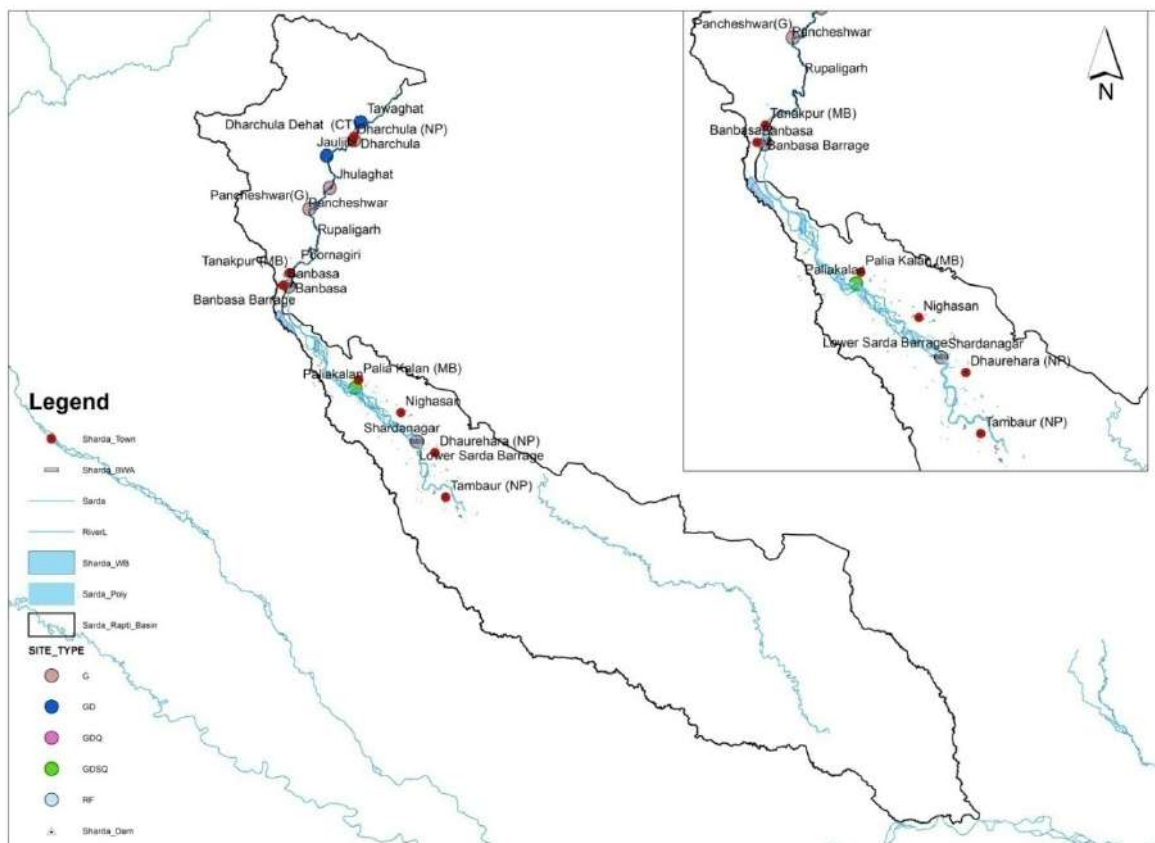 Tawaghat
Dharchula Dehat (CT)
Dharchula (NP)
Dharchula
Jauljibi
Jhulaghat
Pancheshwar(G)
Pancheshwar
Rupaligarh
Poornagiri
Tanakpur (MB)
Banbasa
Banbasa
Banbasa Barrage
Palia Kalan (MB)
Paliakalan
Nighasan
Shardanagar
Dhaurehara (NP)
Lower Sarda Barrage
Tambaur (NP)
Pancheshwar(G)
Pancheshwar
Rupaligarh
Tanakpur (MB)
Banbasa
Banbasa
Banbasa Barrage
Palia Kalan (MB)
Paliakalan
Nighasan
Lower Sarda Barrage
Shardanagar
Dhaurehara (NP)
Tambaur (NP)
N
Legend
Sharda_Town
Sharda_BWA
Sarda
RiverL
Sharda_WB
Sarda_Poly
Sarda_Rapti_Basin
SITE_TYPE
G
GD
GDQ
GDSQ
RF
Sharda_Dam